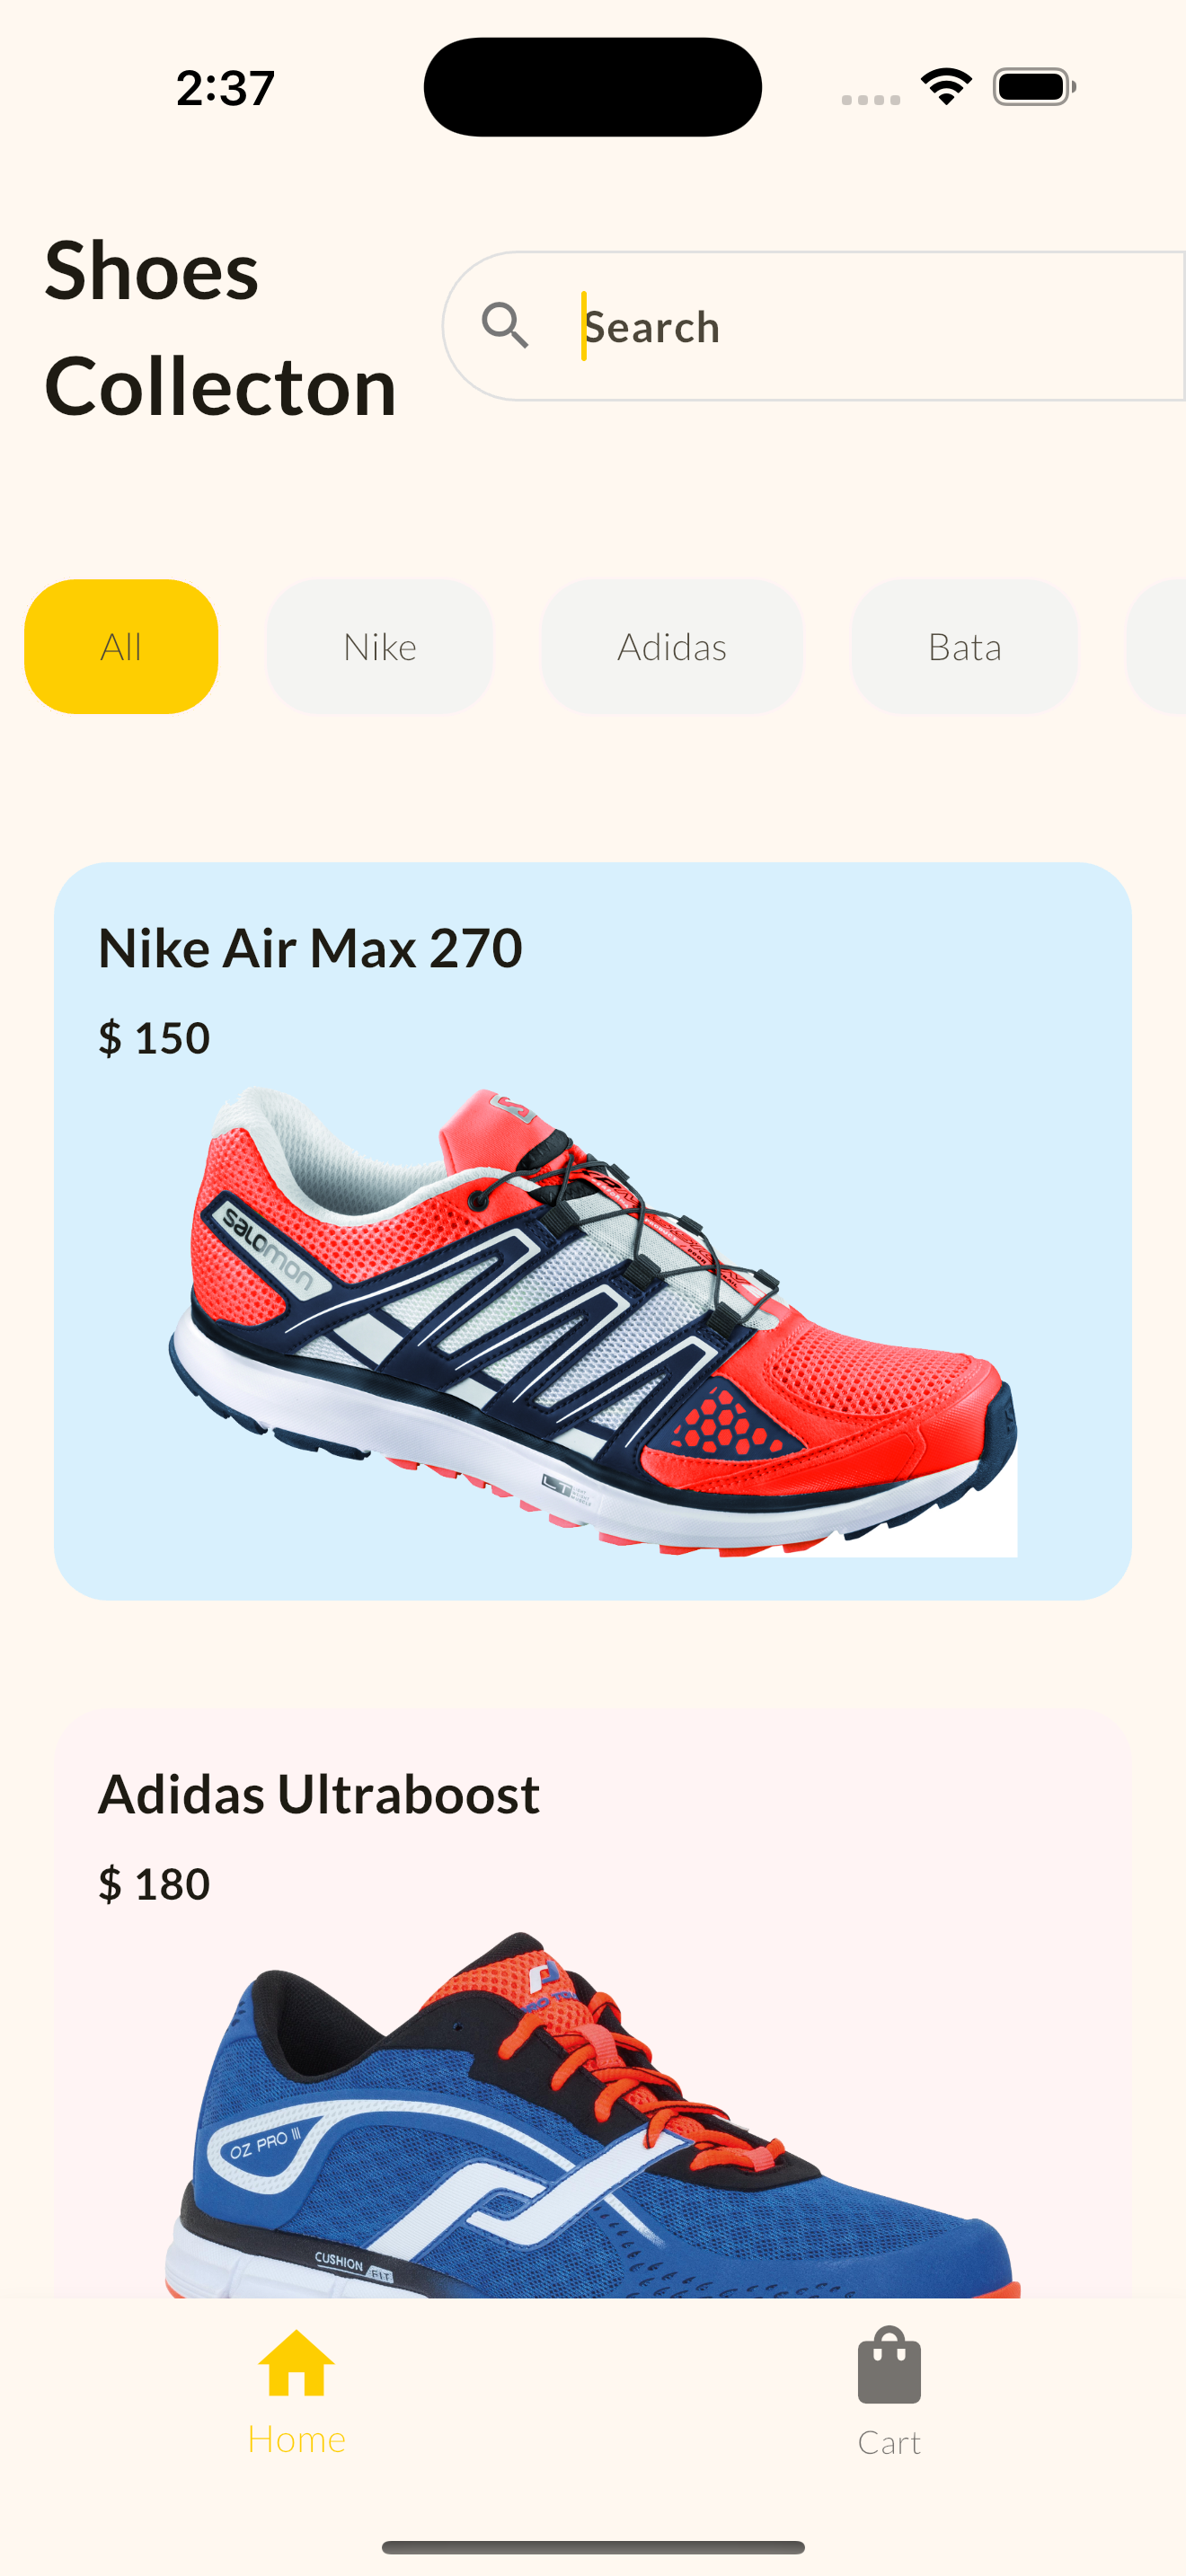 2:37
Shoes
Collecton
Search
All
Nike
Adidas
Bata
Nike Air Max 270
$ 150
salomon
LT
Adidas Ultraboost
$ 180
OZ PRO III
CUSHION FIT
Home
Cart